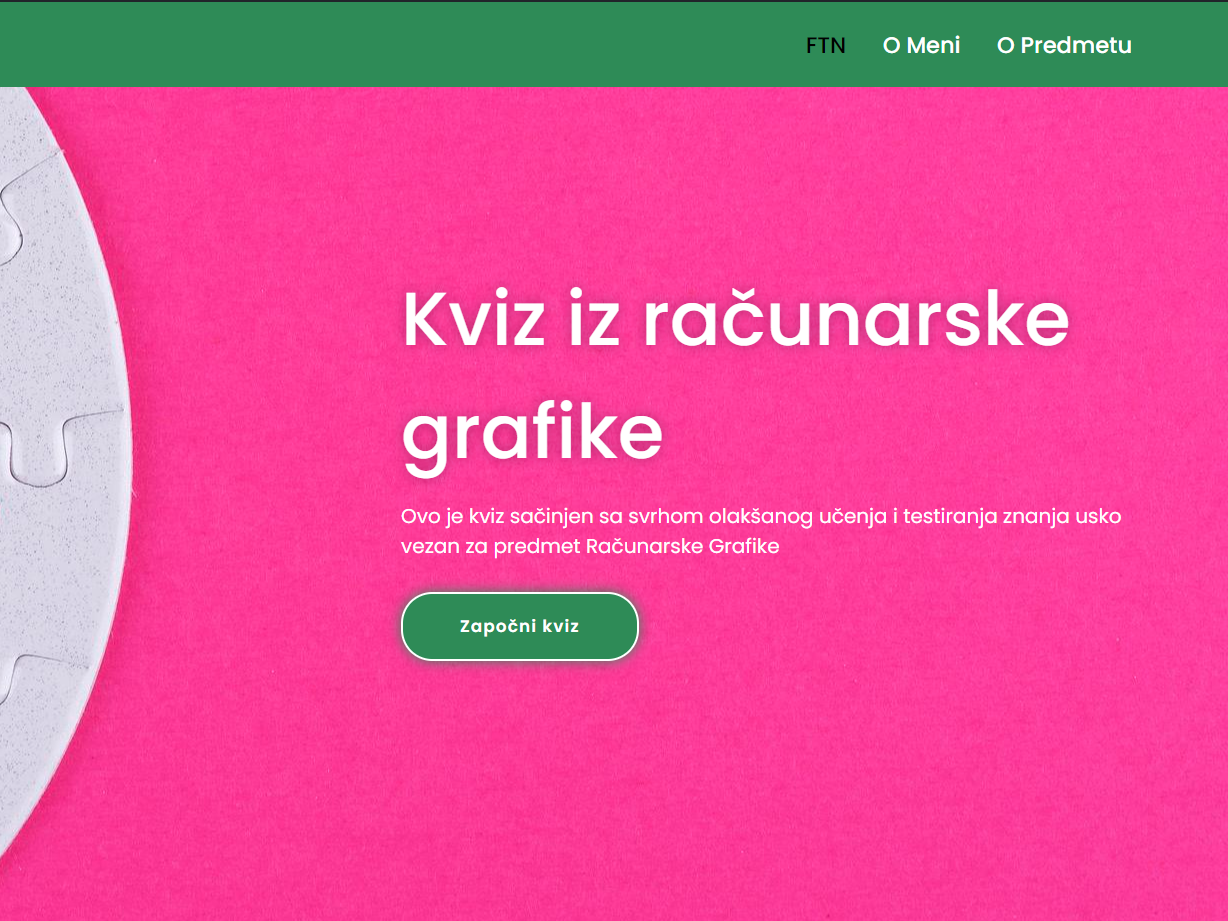 FTN O Meni O Predmetu
Kviz iz računarske
grafike
Ovo je kviz sačinjen sa svrhom olakšanog učenja i testiranja znanja usko
vezan za predmet Računarske Grafike
Započni kviz